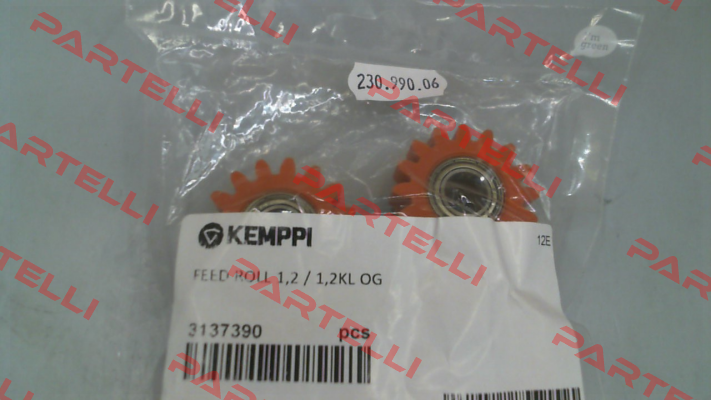 230.990.06
KEMPPI
12E
FEED ROLL 1,2 / 1,2KL OG
3137390 pcs
PARTELLI
PARTELLI
PARTELLI
PARTELLI
PARTELLI
PARTELLI